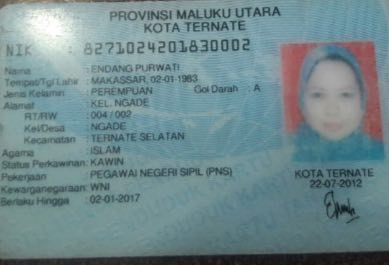 PROVINSI MALUKU UTARA
KOTA TERNATE
NIK : 8271024201830002
Nama : ENDANG PURWATI
Tempat/Tgl Lahir : MAKASSAR, 02-01-1983
Jenis Kelamin : PEREMPUAN Gol Darah : A
Alamat : KEL. NGADE
RT/RW : 004 / 002
Kel/Desa : NGADE
Kecamatan : TERNATE SELATAN
Agama : ISLAM
Status Perkawinan: KAWIN
Pekerjaan : PEGAWAI NEGERI SIPIL (PNS)
Kewarganegaraan: WNI
Berlaku Hingga : 02-01-2017
KOTA TERNATE
22-07-2012